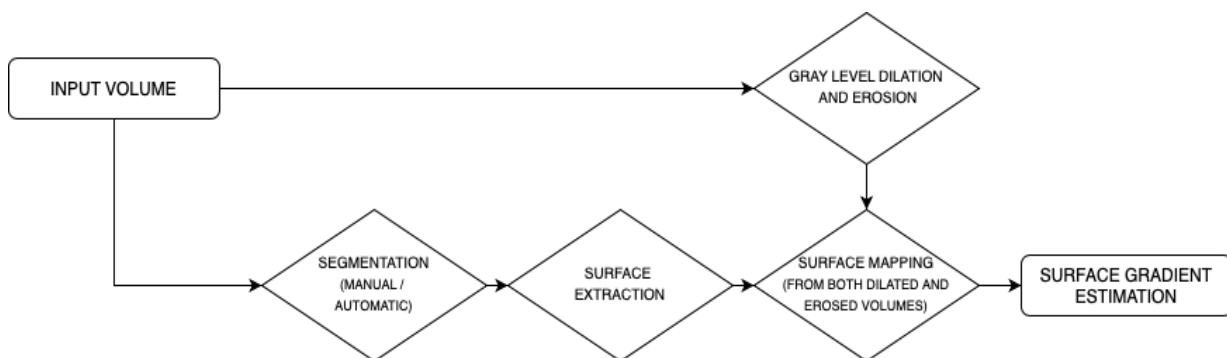 INPUT VOLUME
GRAY LEVEL DILATION
AND EROSION
SEGMENTATION
(MANUAL /
AUTOMATIC)
SURFACE
EXTRACTION
SURFACE MAPPING
(FROM BOTH DILATED AND
EROSED VOLUMES)
SURFACE GRADIENT
ESTIMATION